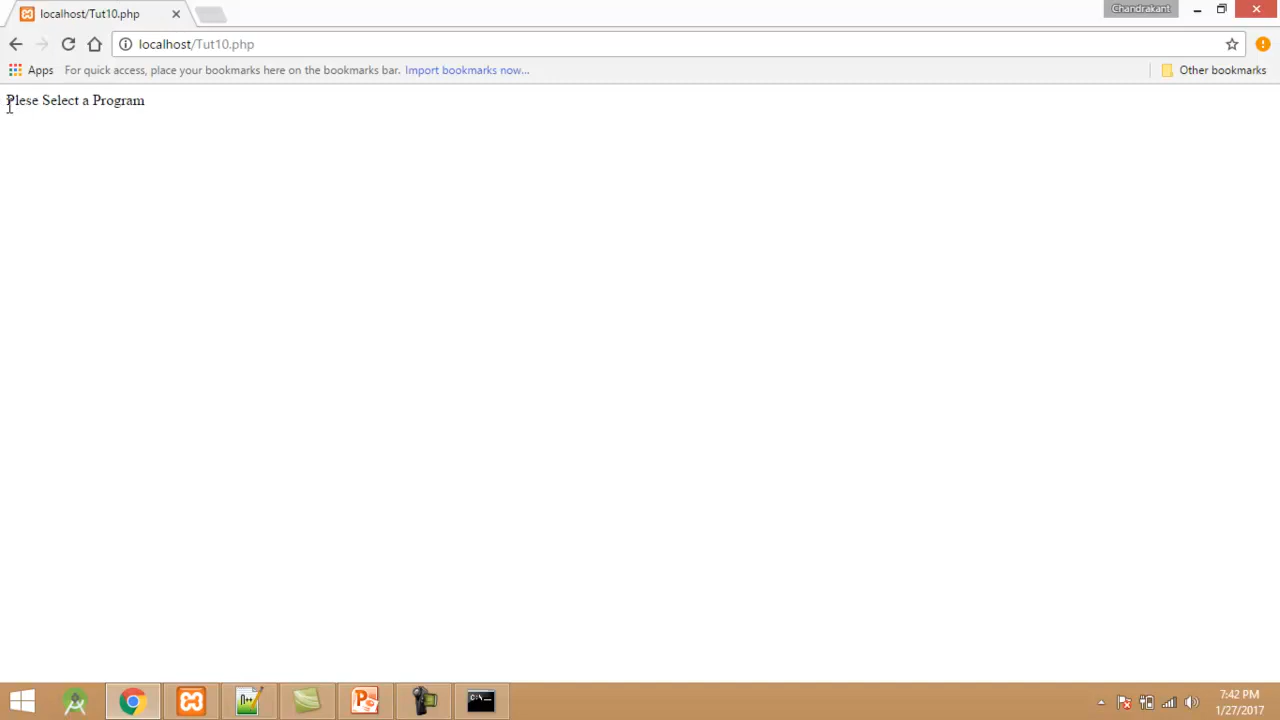 localhost/Tut10.php
Chandrakant
localhost/Tut10.php
Apps For quick access, place your bookmarks here on the bookmarks bar. Import bookmarks now... Other bookmarks
Plese Select a Program
7:42 PM
1/27/2017